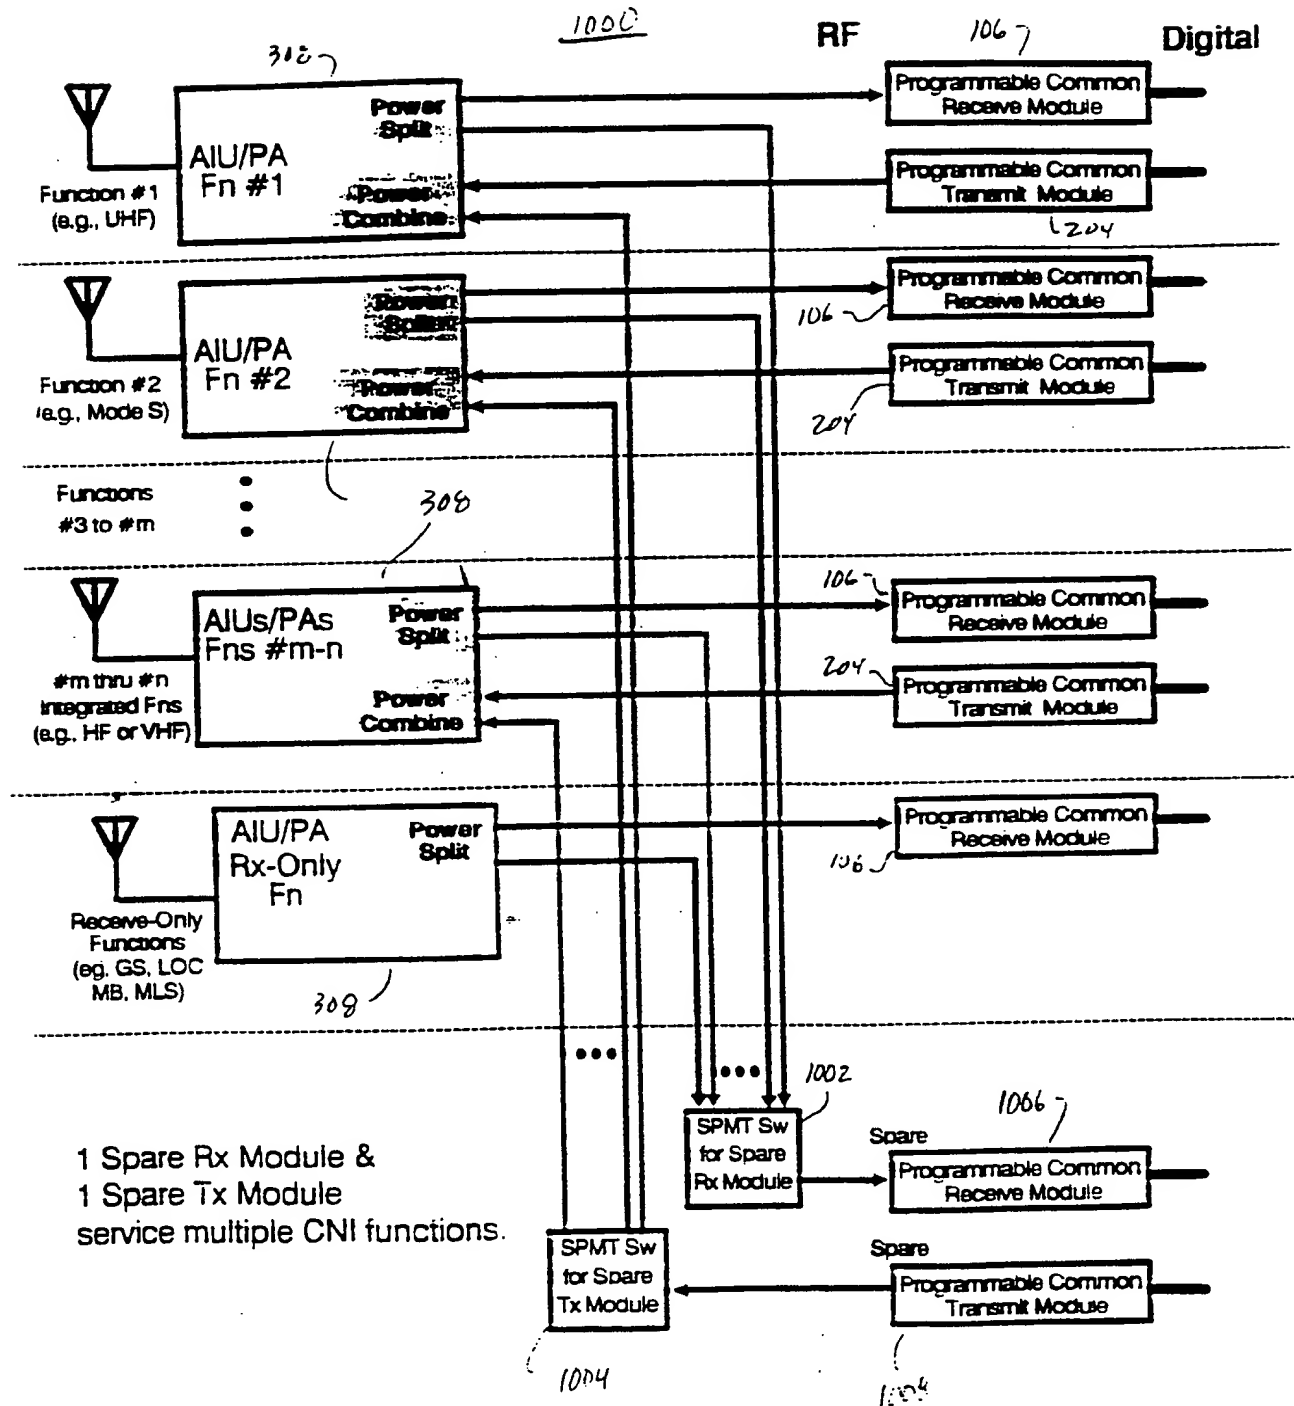 1000
RF
Digital
308
106
Power
Split
AIU/PA
Fn #1
Power
Combine
Function #1
(e.g., UHF)
Programmable Common
Receive Module
Programmable Common
Transmit Module
204
Power
Split
AIU/PA
Fn #2
Power
Combine
Function #2
(e.g., Mode S)
Programmable Common
Receive Module
106
Programmable Common
Transmit Module
204
Functions
#3 to #m
308
AIUs/PAs
Fns #m-n
Power
Split
Power
Combine
#m thru #n
Integrated Fns
(e.g., HF or VHF)
106
Programmable Common
Receive Module
204
Programmable Common
Transmit Module
AIU/PA
Rx-Only
Fn
Power
Split
Receive-Only
Functions
(eg. GS, LOC
MB, MLS)
308
Programmable Common
Receive Module
106
1 Spare Rx Module &
1 Spare Tx Module
service multiple CNI functions.
1002
SPMT Sw
for Spare
Rx Module
1006
Spare
Programmable Common
Receive Module
SPMT Sw
for Spare
Tx Module
1004
Spare
Programmable Common
Transmit Module